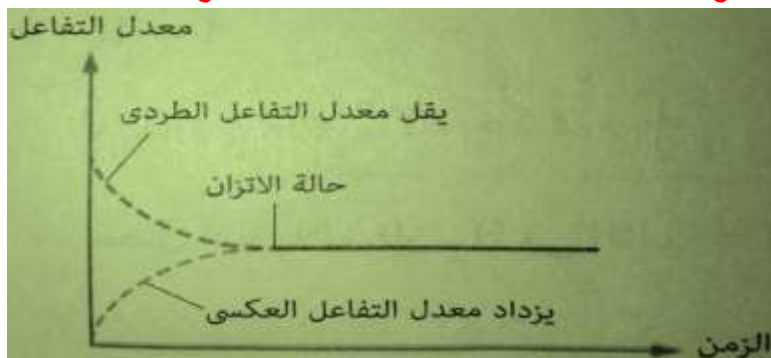 معدل التفاعل
يقل معدل التفاعل الطردى
حالة الاتزان
يزداد معدل التفاعل العكسى
الزمن